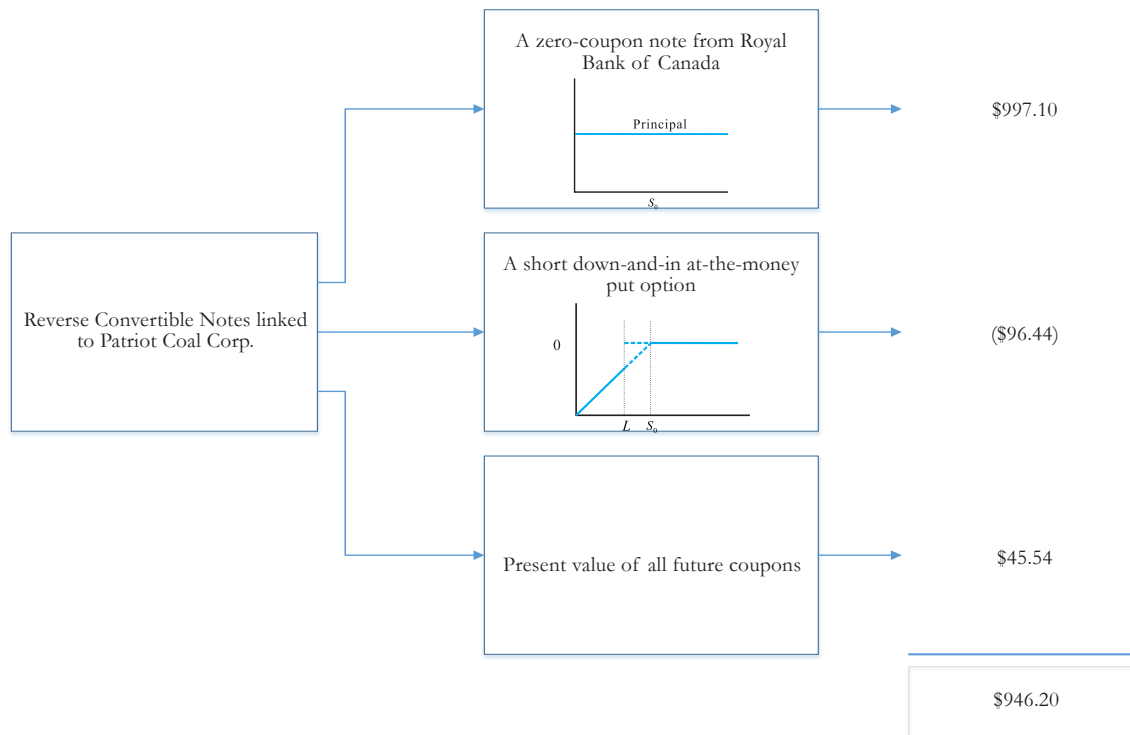 A zero-coupon note from Royal
Bank of Canada
Principal
S₀
$997.10
Reverse Convertible Notes linked
to Patriot Coal Corp.
A short down-and-in at-the-money
put option
0
L S₀
($96.44)
Present value of all future coupons
$45.54
$946.20